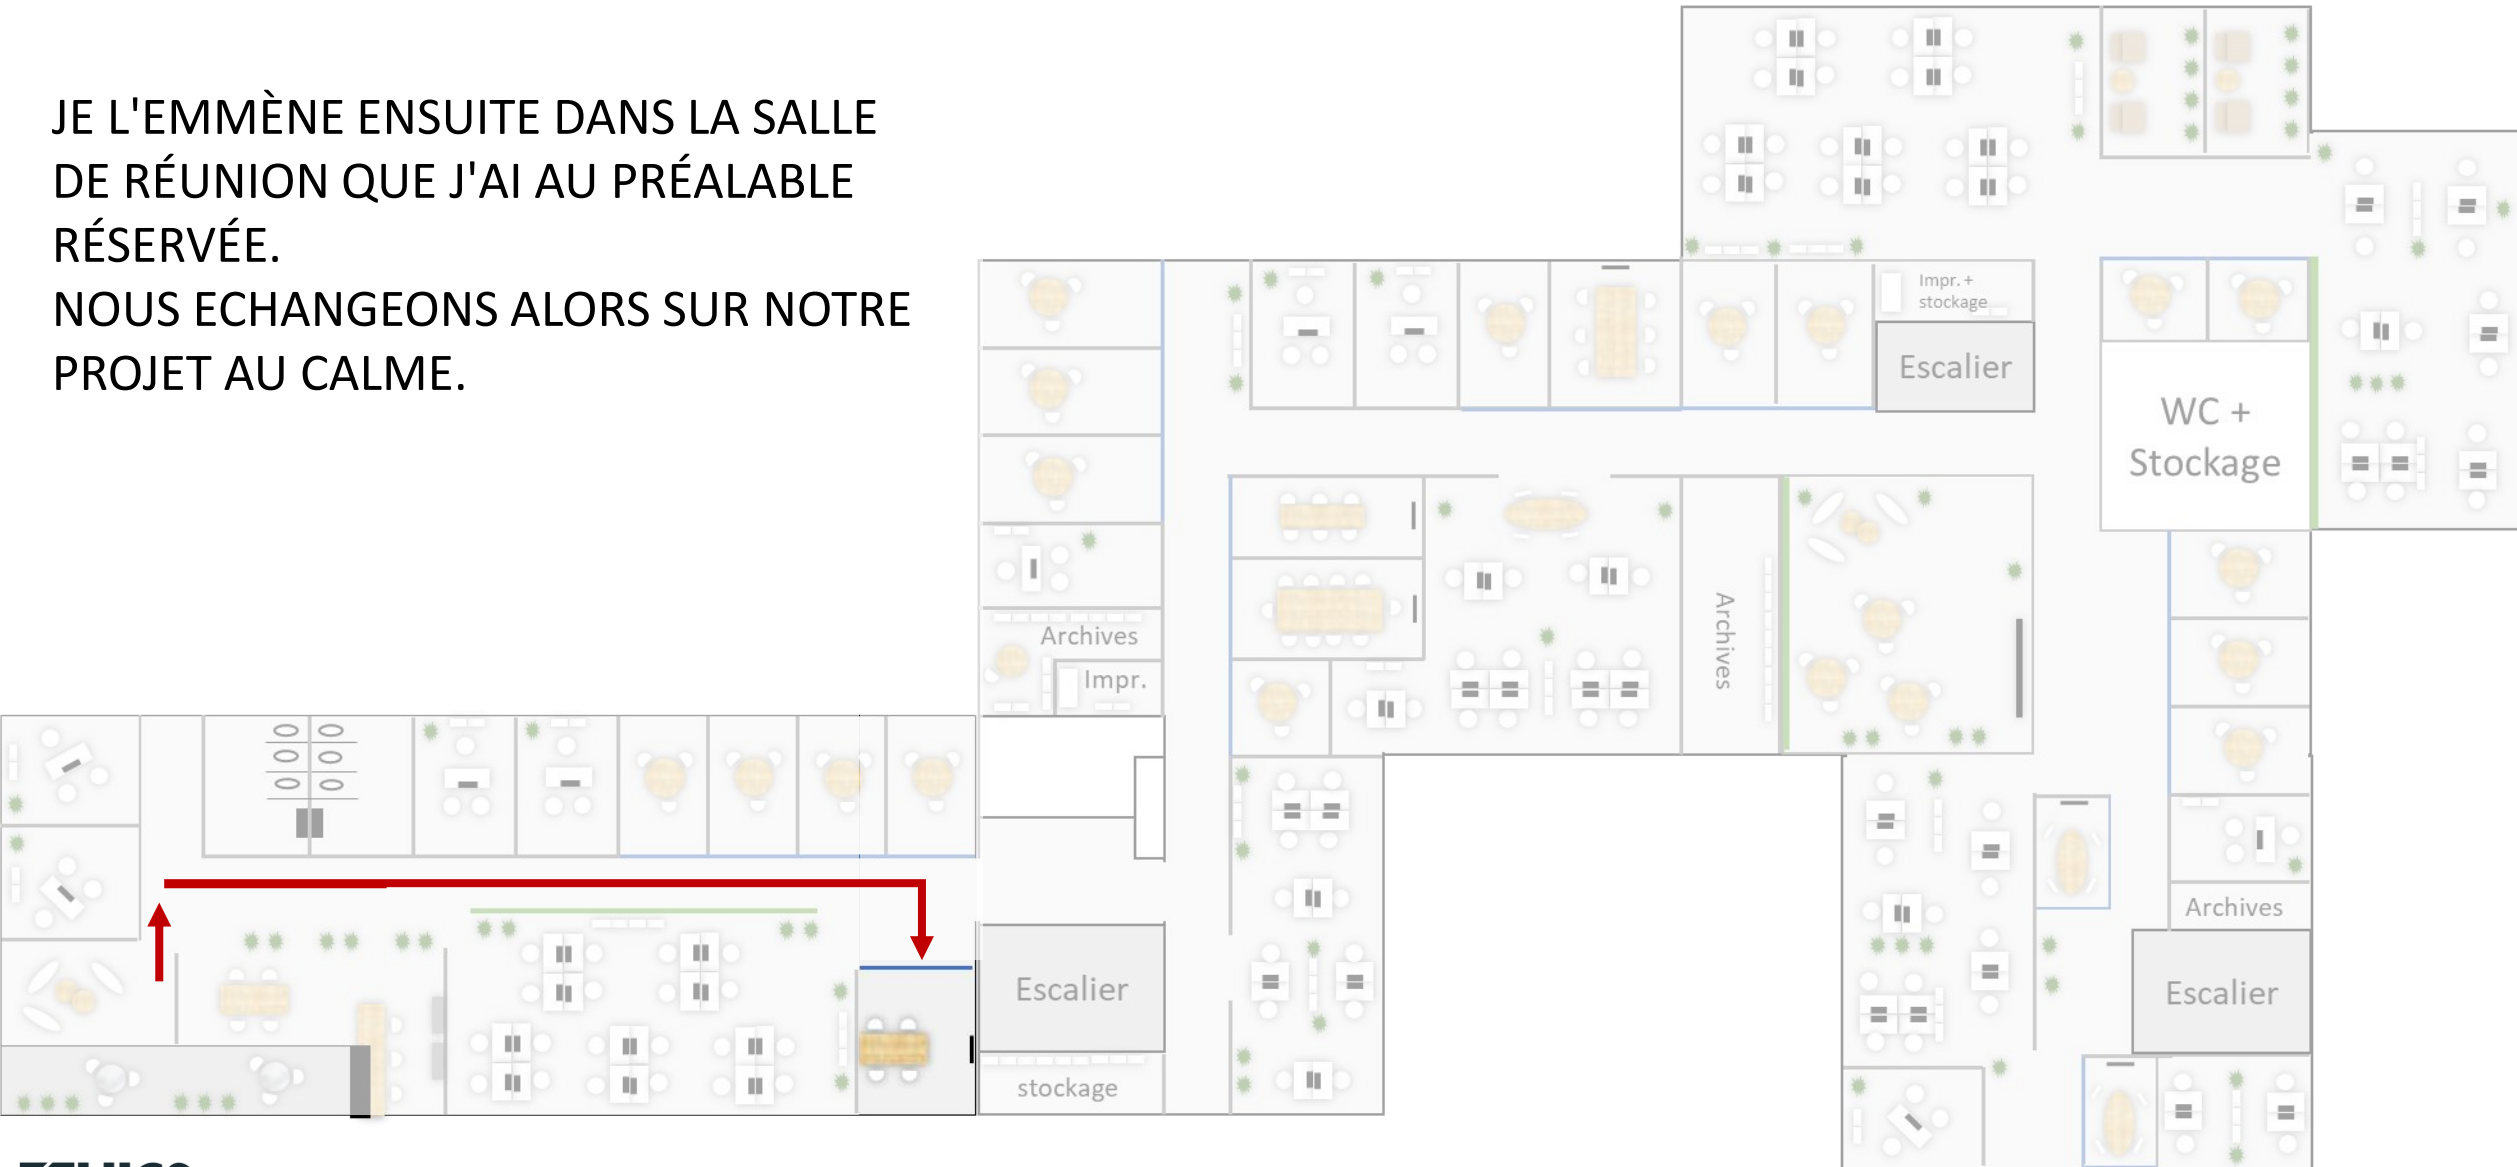 JE L'EMMÈNE ENSUITE DANS LA SALLE
DE RÉUNION QUE J'AI AU PRÉALABLE
RÉSERVÉE.
NOUS ECHANGEONS ALORS SUR NOTRE
PROJET AU CALME.
Impr. +
stockage
Escalier
WC +
Stockage
Archives
Impr.
Archives
Archives
Escalier
Escalier
stockage